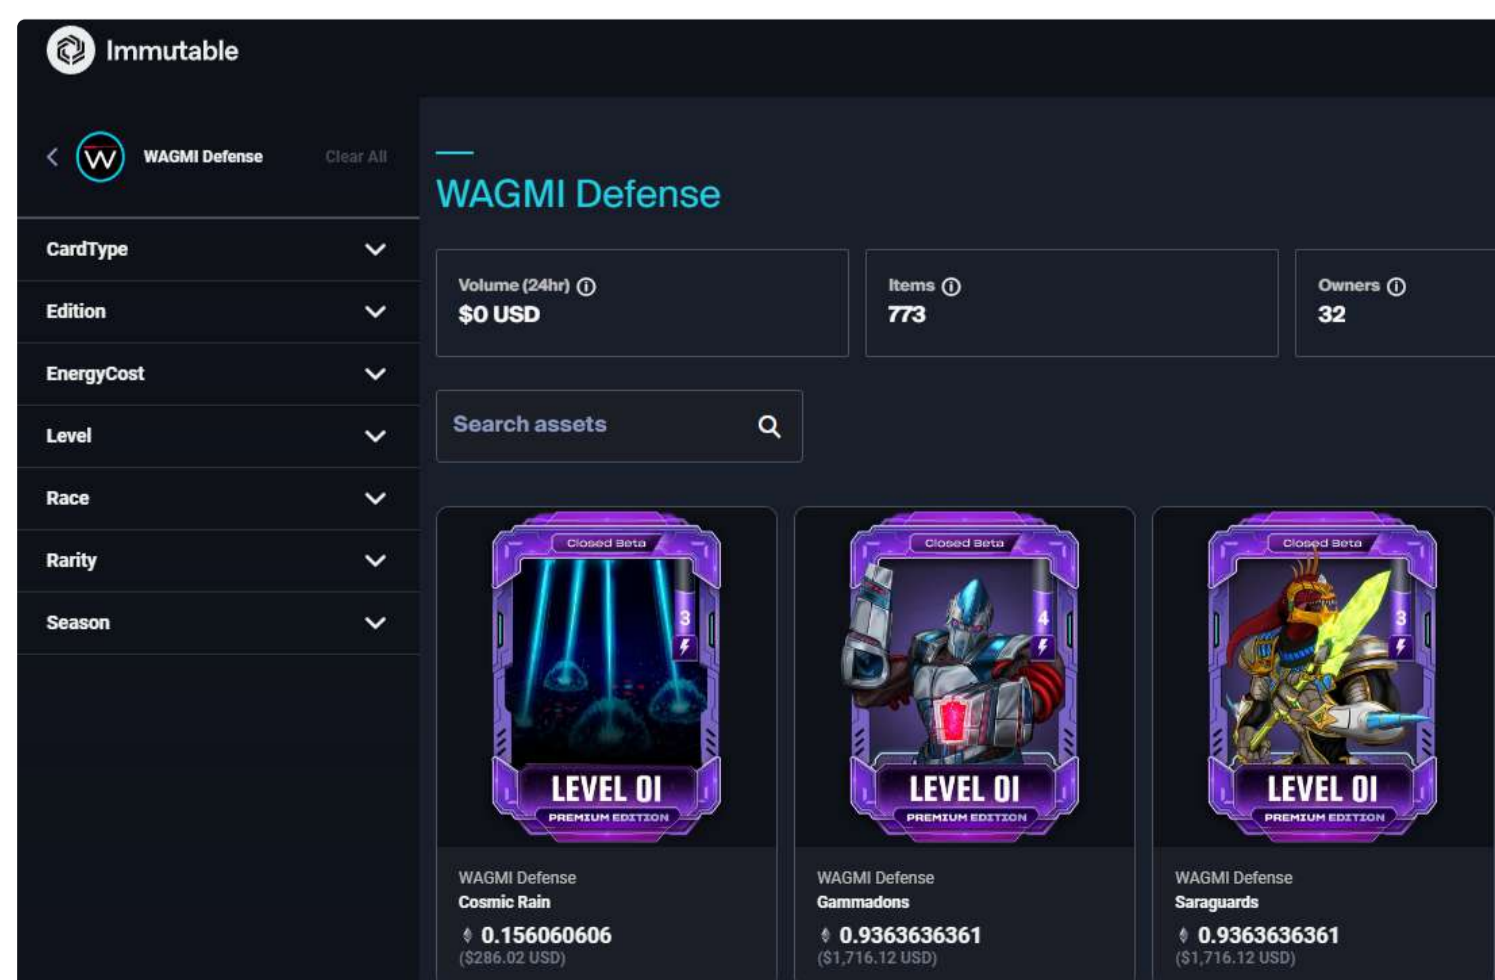 Immutable
WAGMI Defense
Clear All
CardType
Edition
EnergyCost
Level
Race
Rarity
Season
WAGMI Defense
Volume (24hr)
$0 USD
Items
773
Owners
32
Search assets
Closed Beta
3
LEVEL 01
PREMIUM EDITION
WAGMI Defense
Cosmic Rain
0.156060606
($286.02 USD)
Closed Beta
4
LEVEL 01
PREMIUM EDITION
WAGMI Defense
Gammadons
0.9363636361
($1,716.12 USD)
Closed Beta
3
LEVEL 01
PREMIUM EDITION
WAGMI Defense
Saraguards
0.9363636361
($1,716.12 USD)